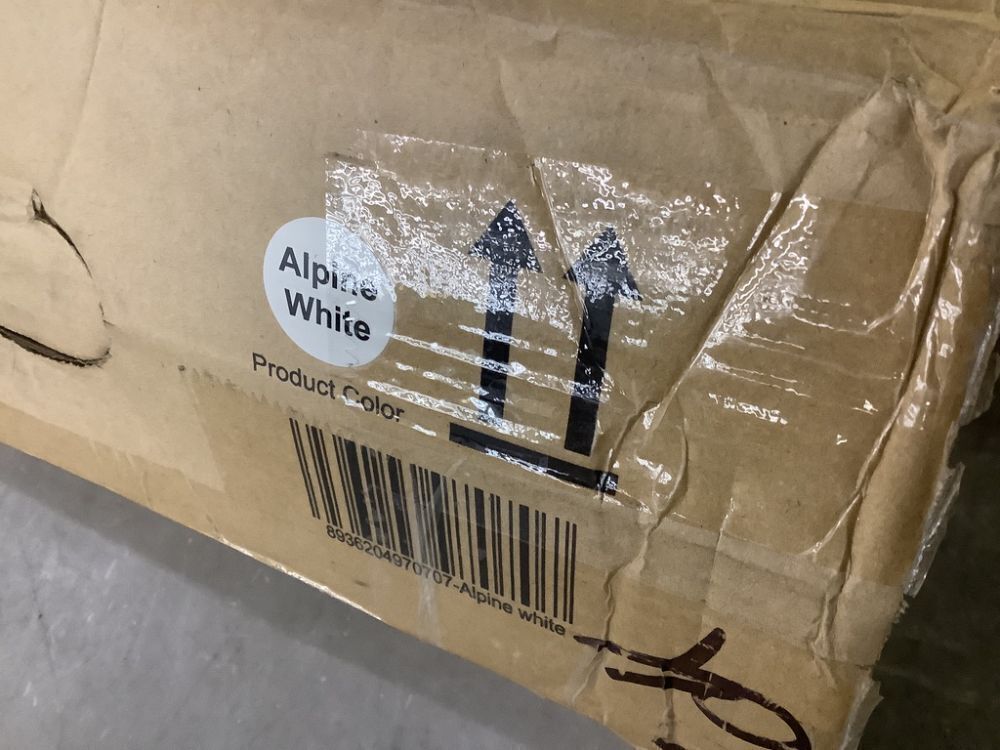 Alpine
White
Product Color
8936204970707-Alpine white